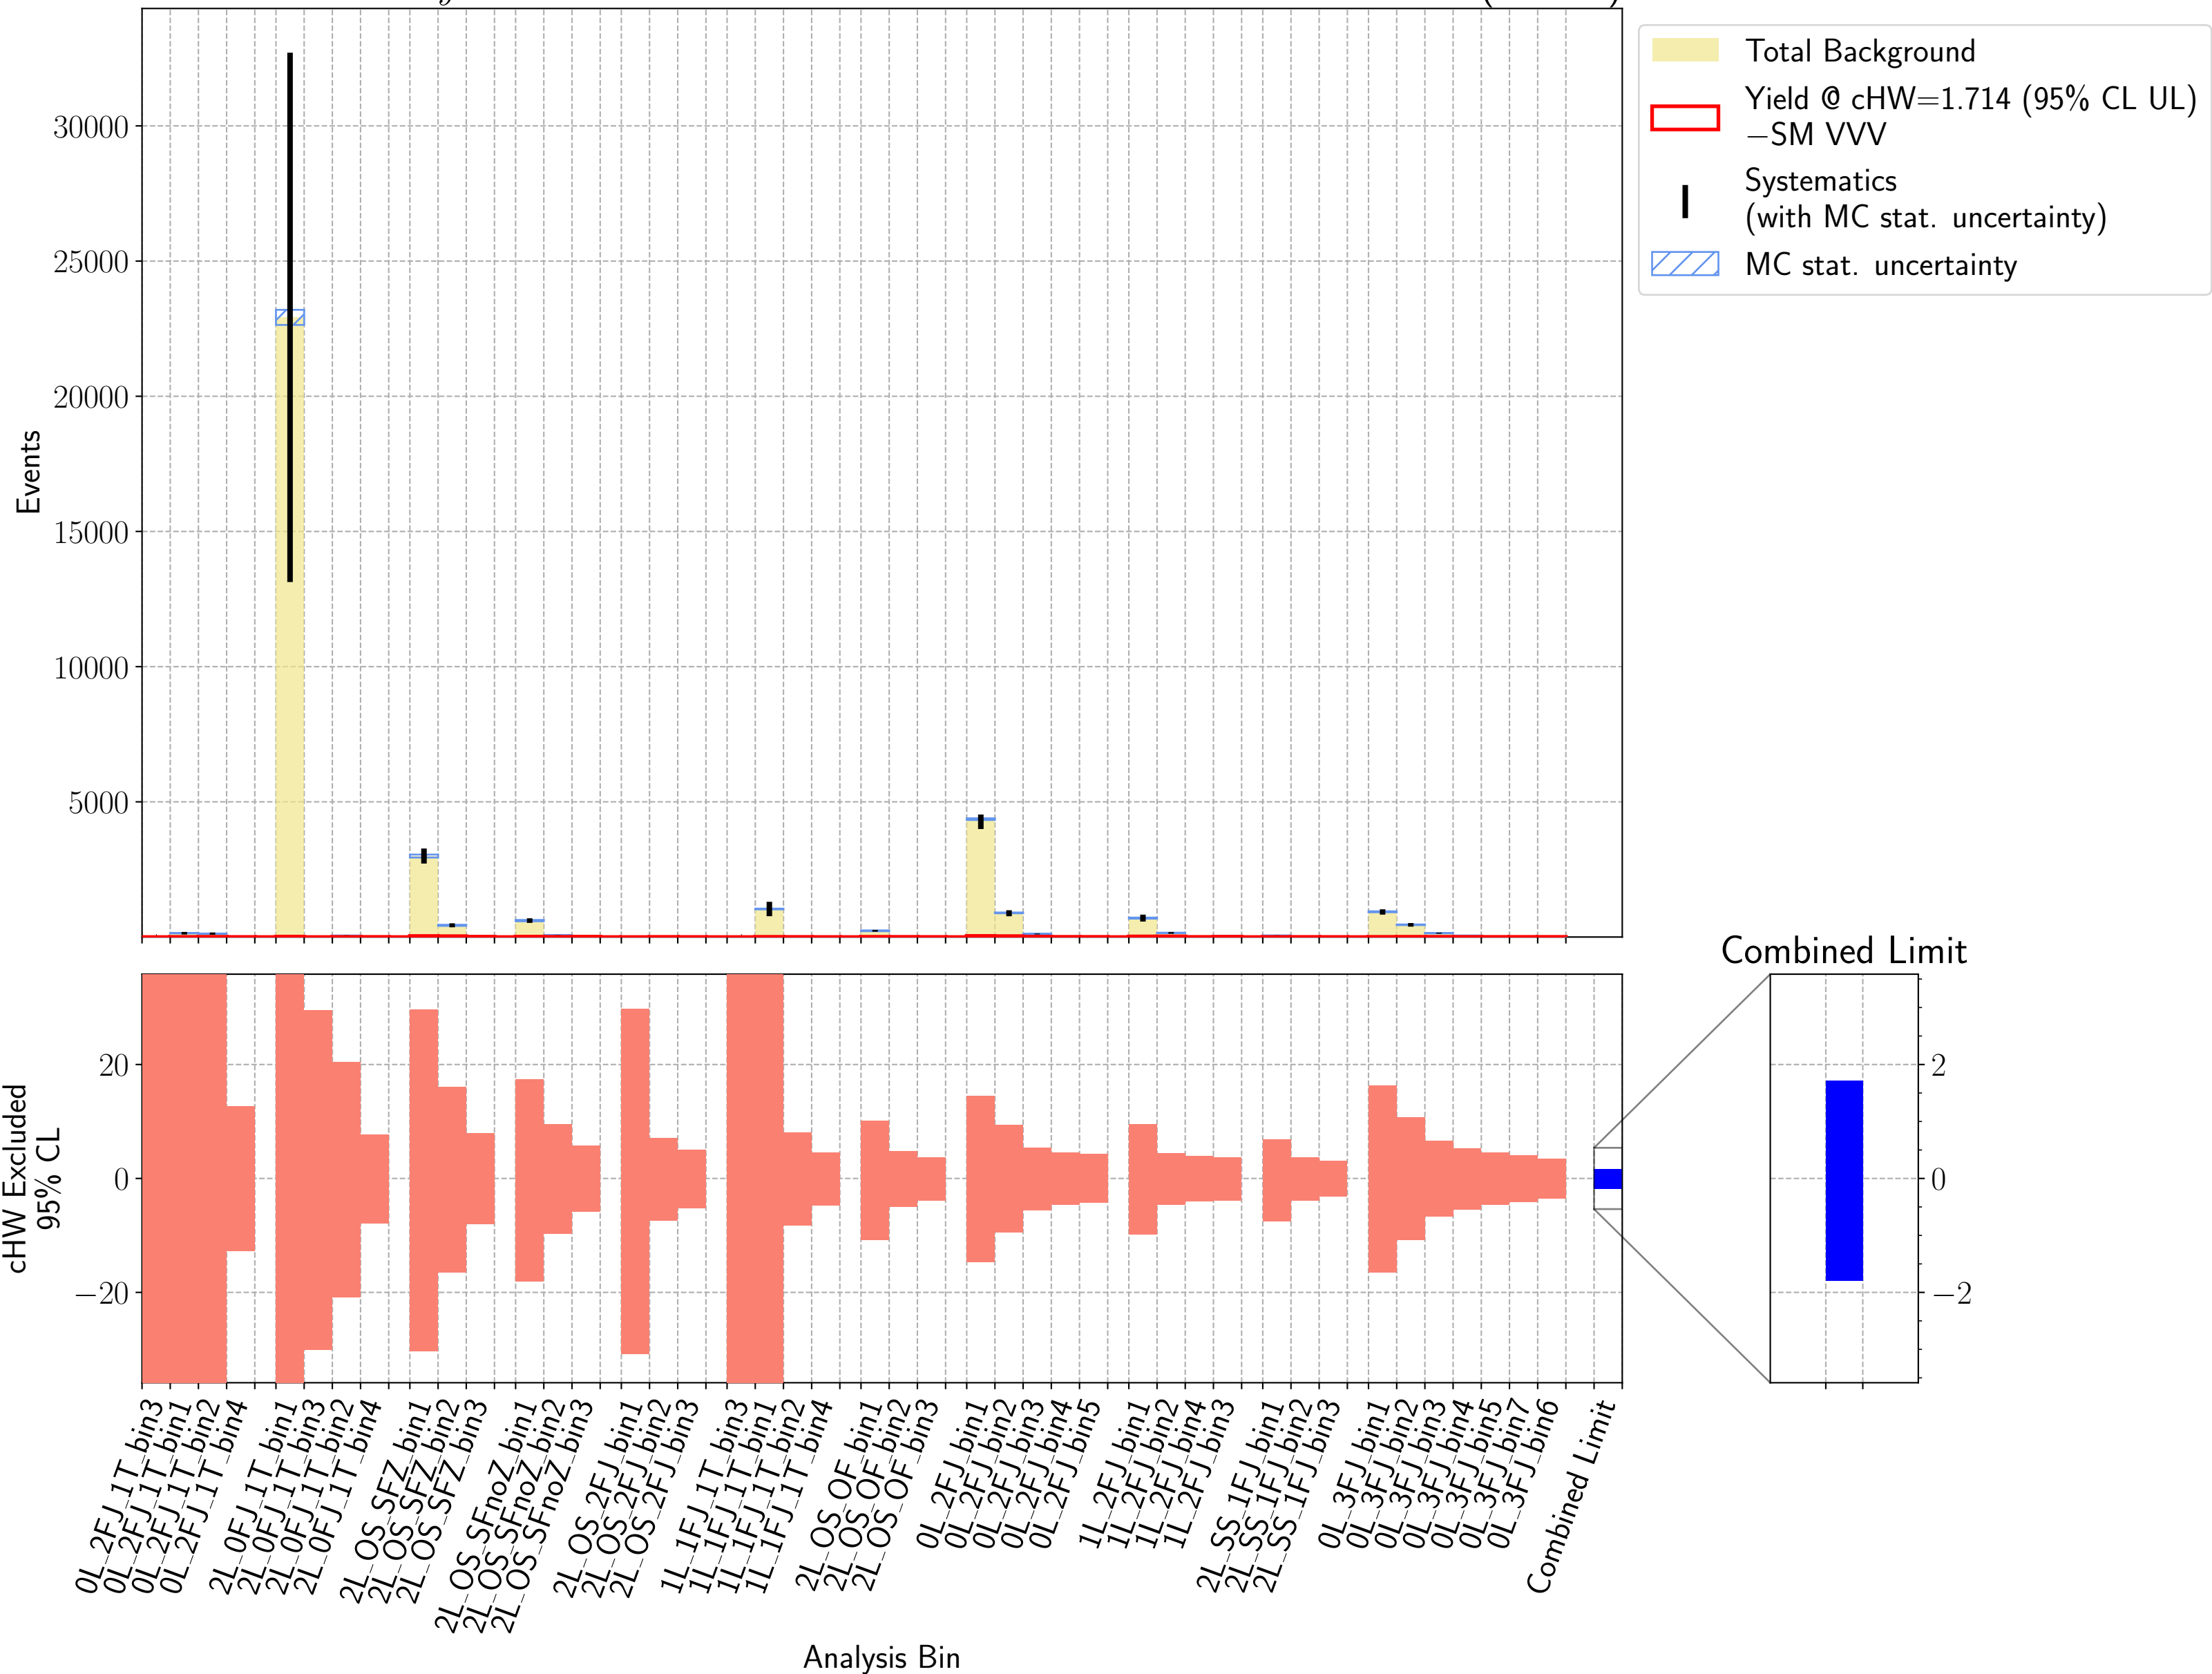 Total Background
Yield @ cHW=1.714 (95% CL UL)
−SM VVV
Systematics
(with MC stat. uncertainty)
MC stat. uncertainty
30000
25000
20000
15000
10000
5000
Events
Combined Limit
20
0
−20
cHW Excluded
95% CL
2
0
−2
0L_2FJ_1T_bin3
0L_2FJ_1T_bin1
0L_2FJ_1T_bin2
0L_2FJ_1T_bin4
2L_0FJ_1T_bin1
2L_0FJ_1T_bin3
2L_0FJ_1T_bin2
2L_0FJ_1T_bin4
2L_OS_SFZ_bin1
2L_OS_SFZ_bin2
2L_OS_SFZ_bin3
2L_OS_SFnoZ_bin1
2L_OS_SFnoZ_bin2
2L_OS_SFnoZ_bin3
2L_OS_2FJ_bin1
2L_OS_2FJ_bin2
2L_OS_2FJ_bin3
1L_1FJ_1T_bin3
1L_1FJ_1T_bin1
1L_1FJ_1T_bin2
1L_1FJ_1T_bin4
2L_OS_OF_bin1
2L_OS_OF_bin2
2L_OS_OF_bin3
0L_2FJ_bin1
0L_2FJ_bin2
0L_2FJ_bin3
0L_2FJ_bin4
0L_2FJ_bin5
1L_2FJ_bin1
1L_2FJ_bin2
1L_2FJ_bin4
1L_2FJ_bin3
2L_SS_1FJ_bin1
2L_SS_1FJ_bin2
2L_SS_1FJ_bin3
0L_3FJ_bin1
0L_3FJ_bin2
0L_3FJ_bin3
0L_3FJ_bin4
0L_3FJ_bin5
0L_3FJ_bin7
0L_3FJ_bin6
Combined Limit
Analysis Bin